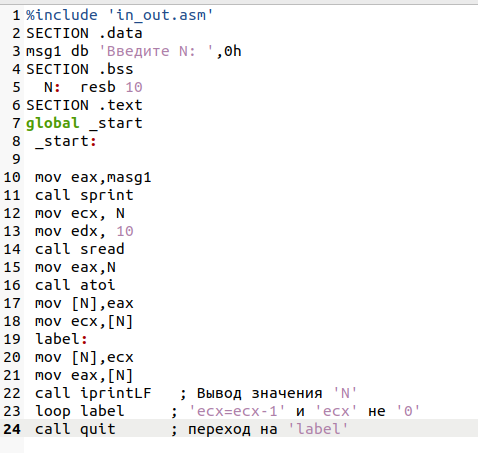 1 %include 'in_out.asm'
2 SECTION .data
3 msg1 db 'Введите N: ',0h
4 SECTION .bss
5 N: resb 10
6 SECTION .text
7 global _start
8 _start:
9
10 mov eax,masg1
11 call sprint
12 mov ecx, N
13 mov edx, 10
14 call sread
15 mov eax,N
16 call atoi
17 mov [N],eax
18 mov ecx,[N]
19 label:
20 mov [N],ecx
21 mov eax,[N]
22 call iprintLF ; Вывод значения 'N'
23 loop label ; 'ecx=ecx-1' и 'ecx' не '0'
24 call quit ; переход на 'label'